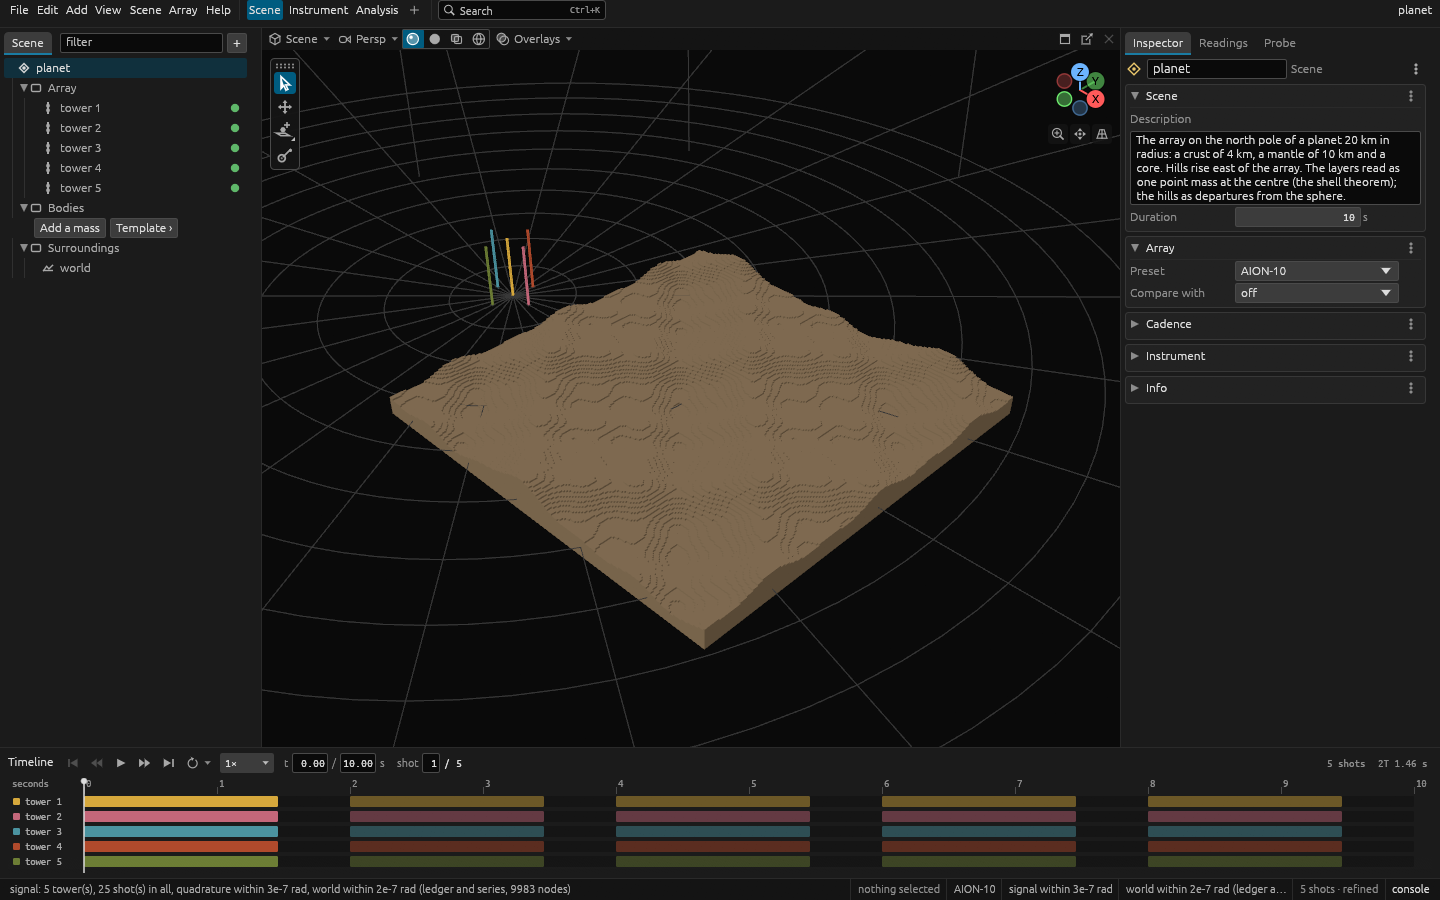 File Edit Add View Scene Array Help Scene Instrument Analysis + Search Ctrl+K planet
Scene filter +
planet
Array
tower 1
tower 2
tower 3
tower 4
tower 5
Bodies
Add a mass Template ›
Surroundings
world
Scene Persp Overlays
Z
Y
X
Inspector Readings Probe
planet Scene
Scene
Description
The array on the north pole of a planet 20 km in
radius: a crust of 4 km, a mantle of 10 km and a
core. Hills rise east of the array. The layers read as
one point mass at the centre (the shell theorem);
the hills as departures from the sphere.
Duration 10 s
Array
Preset AION-10
Compare with off
Cadence
Instrument
Info
Timeline 1× t 0.00 / 10.00 s shot 1 / 5 5 shots 2T 1.46 s
seconds 0 1 2 3 4 5 6 7 8 9 10
tower 1
tower 2
tower 3
tower 4
tower 5
signal: 5 tower(s), 25 shot(s) in all, quadrature within 3e-7 rad, world within 2e-7 rad (ledger and series, 9983 nodes) nothing selected AION-10 signal within 3e-7 rad world within 2e-7 rad (ledger a... 5 shots · refined console